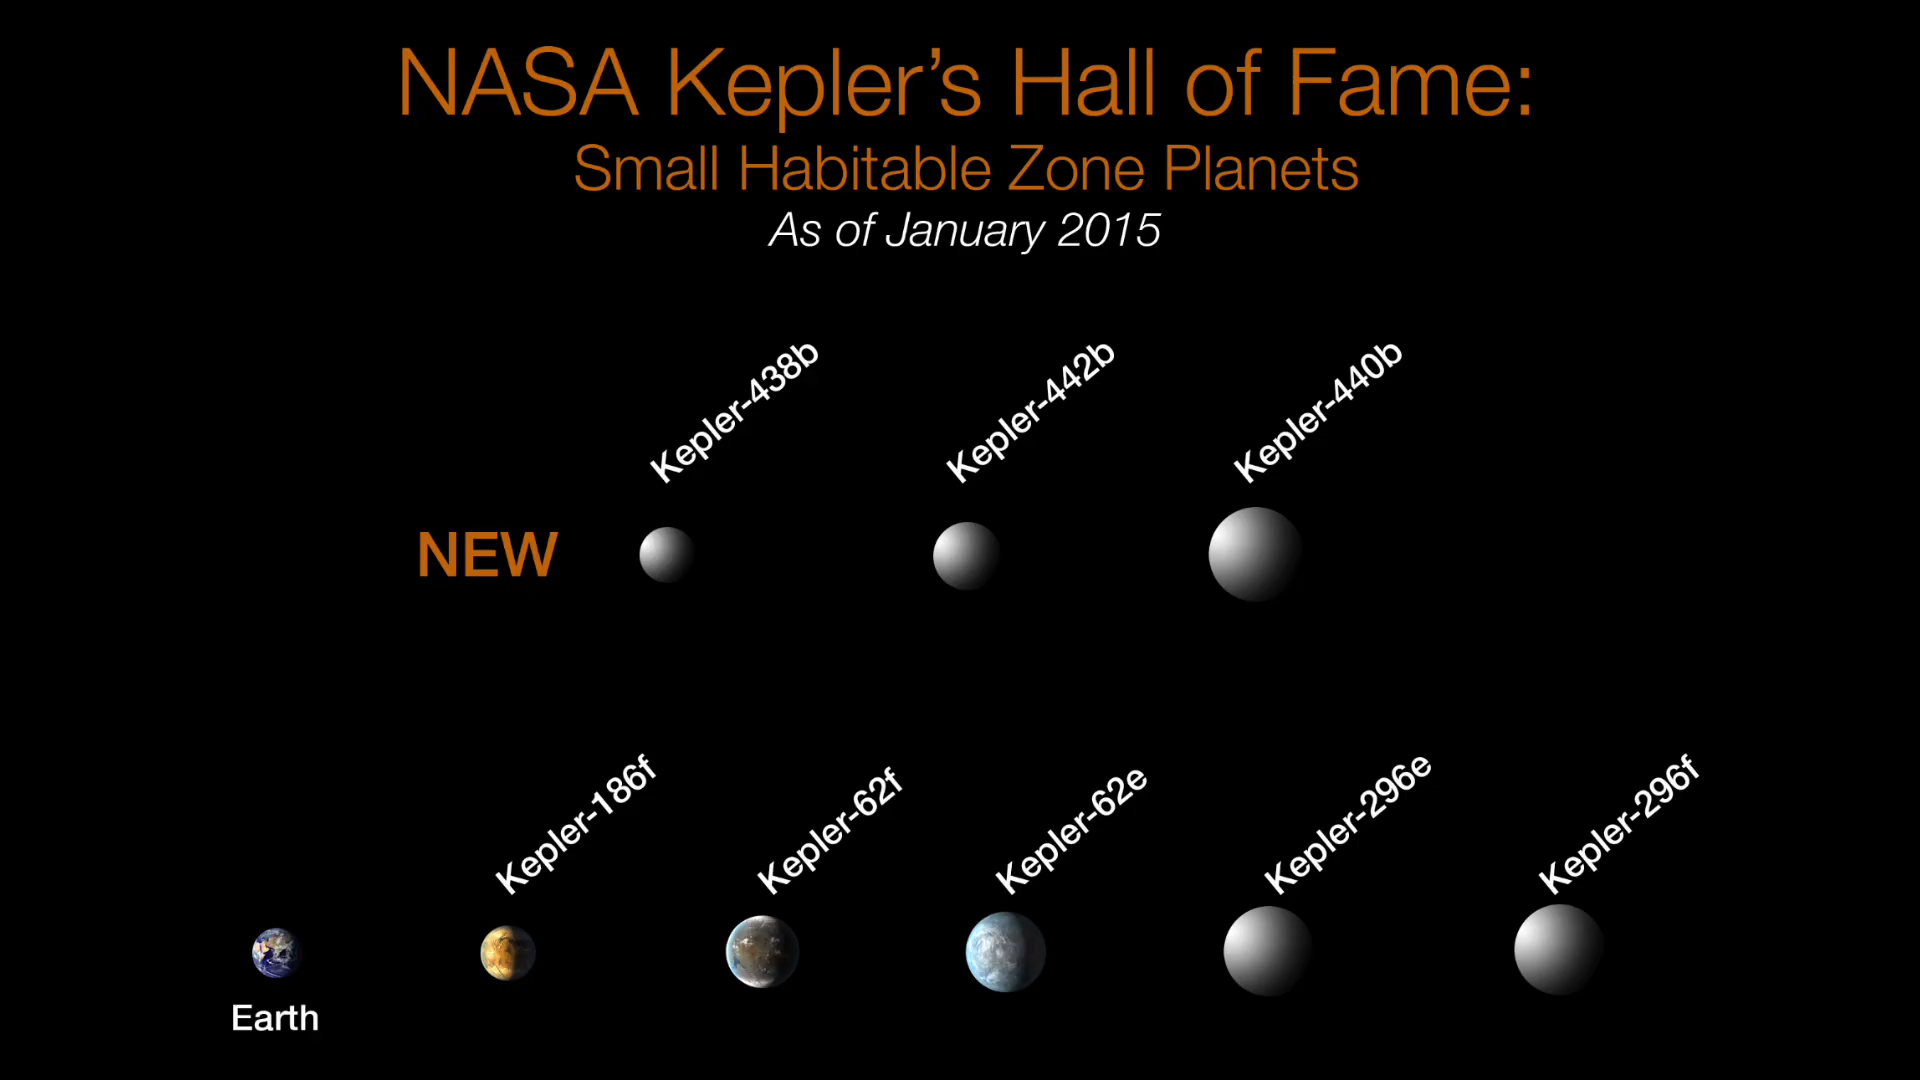 NASA Kepler’s Hall of Fame:
Small Habitable Zone Planets
As of January 2015
Kepler-438b
Kepler-442b
Kepler-440b
NEW
Kepler-186f
Kepler-62f
Kepler-62e
Kepler-296e
Kepler-296f
Earth